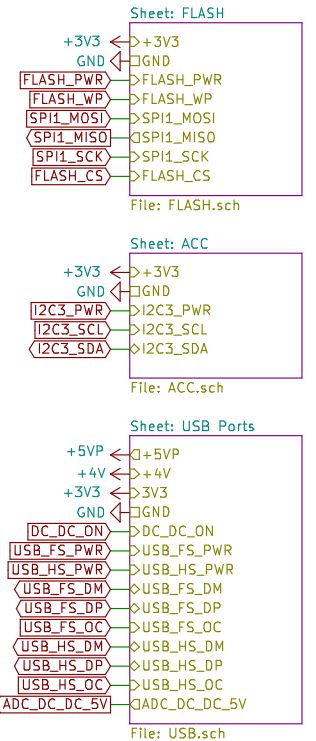 Sheet: FLASH
+3V3 +3V3
GND GND
FLASH_PWR FLASH_PWR
FLASH_WP FLASH_WP
SPI1_MOSI SPI1_MOSI
SPI1_MISO SPI1_MISO
SPI1_SCK SPI1_SCK
FLASH_CS FLASH_CS
File: FLASH.sch
Sheet: ACC
+3V3 +3V3
GND GND
I2C3_PWR I2C3_PWR
I2C3_SCL I2C3_SCL
I2C3_SDA I2C3_SDA
File: ACC.sch
Sheet: USB Ports
+5VP +5VP
+4V +4V
+3V3 3V3
GND GND
DC_DC_ON DC_DC_ON
USB_FS_PWR USB_FS_PWR
USB_HS_PWR USB_HS_PWR
USB_FS_DM USB_FS_DM
USB_FS_DP USB_FS_DP
USB_FS_OC USB_FS_OC
USB_HS_DM USB_HS_DM
USB_HS_DP USB_HS_DP
USB_HS_OC USB_HS_OC
ADC_DC_DC_5V ADC_DC_DC_5V
File: USB.sch